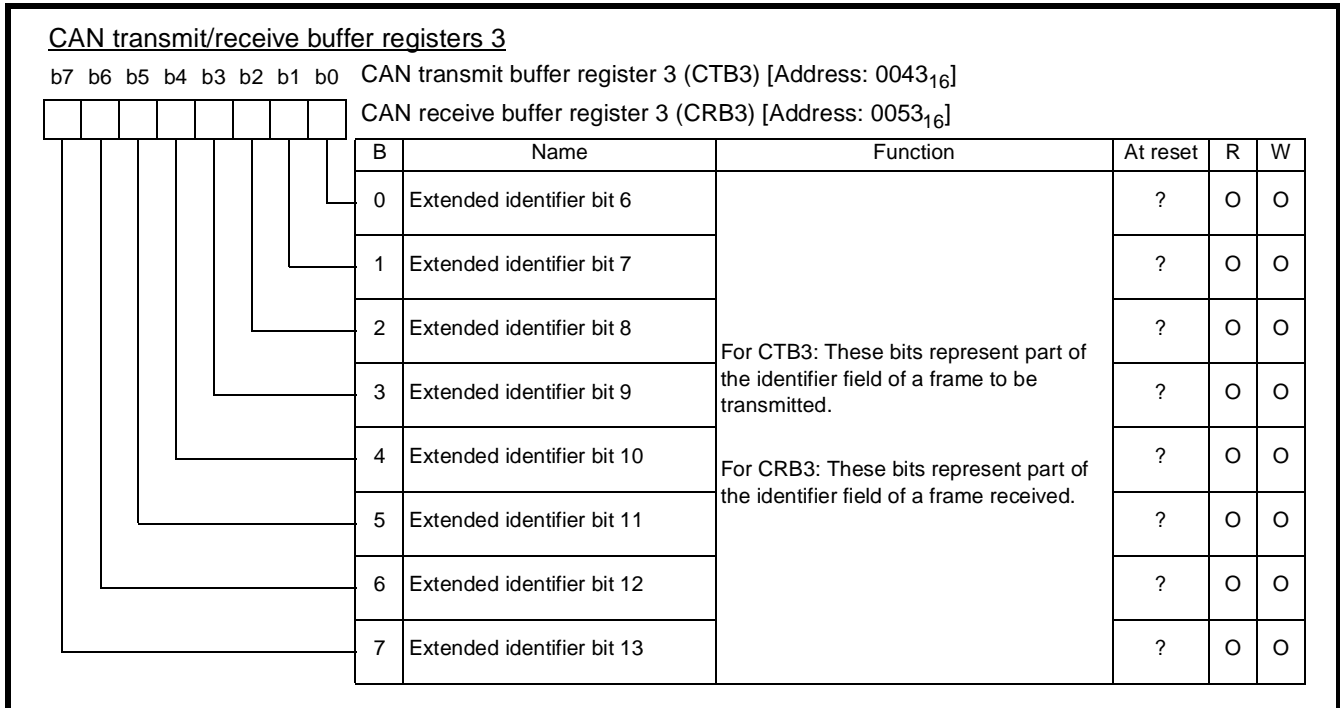 CAN transmit/receive buffer registers 3
b7 b6 b5 b4 b3 b2 b1 b0
CAN transmit buffer register 3 (CTB3) [Address: 0043₁₆]
CAN receive buffer register 3 (CRB3) [Address: 0053₁₆]
B Name Function At reset R W
0 Extended identifier bit 6 ? O O
1 Extended identifier bit 7 ? O O
2 Extended identifier bit 8 ? O O
3 Extended identifier bit 9 ? O O
4 Extended identifier bit 10 ? O O
5 Extended identifier bit 11 ? O O
6 Extended identifier bit 12 ? O O
7 Extended identifier bit 13 ? O O
For CTB3: These bits represent part of
the identifier field of a frame to be
transmitted.
For CRB3: These bits represent part of
the identifier field of a frame received.